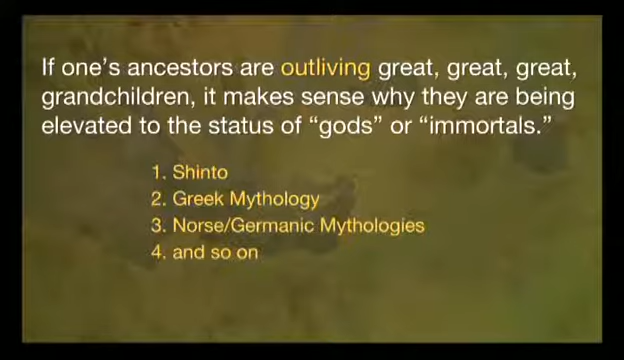 If one’s ancestors are outliving great, great, great,
grandchildren, it makes sense why they are being
elevated to the status of “gods” or “immortals.”
1. Shinto
2. Greek Mythology
3. Norse/Germanic Mythologies
4. and so on